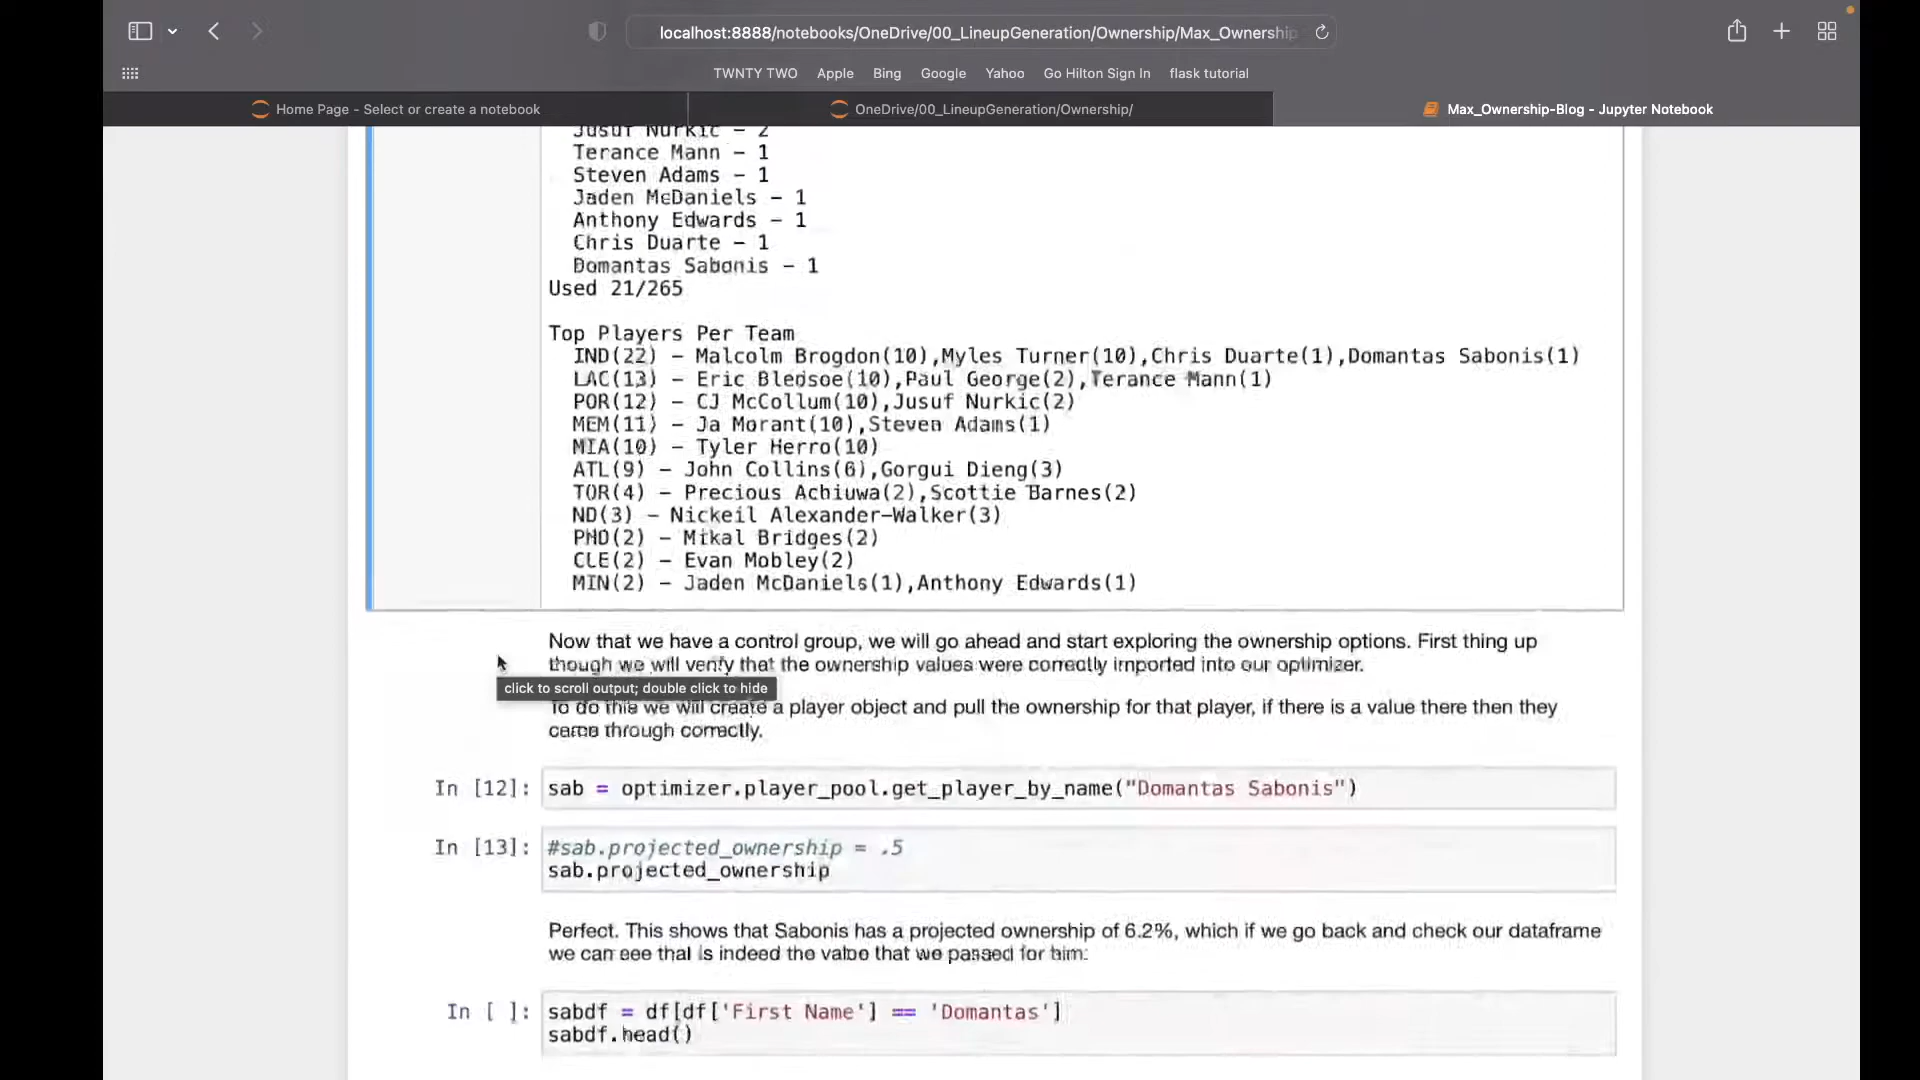 localhost:8888/notebooks/OneDrive/00_LineupGeneration/Ownership/Max_Ownership
TWNTY TWO Apple Bing Google Yahoo Go Hilton Sign In flask tutorial
Home Page - Select or create a notebook
OneDrive/00_LineupGeneration/Ownership/
Max_Ownership-Blog - Jupyter Notebook
Jusuf Nurkic – 2
Terance Mann – 1
Steven Adams – 1
Jaden McDaniels – 1
Anthony Edwards – 1
Chris Duarte – 1
Domantas Sabonis – 1
Used 21/265
Top Players Per Team
IND(22) – Malcolm Brogdon(10),Myles Turner(10),Chris Duarte(1),Domantas Sabonis(1)
LAC(13) – Eric Bledsoe(10),Paul George(2),Terance Mann(1)
POR(12) – CJ McCollum(10),Jusuf Nurkic(2)
MEM(11) – Ja Morant(10),Steven Adams(1)
MIA(10) – Tyler Herro(10)
ATL(9) – John Collins(6),Gorgui Dieng(3)
TOR(4) – Precious Achiuwa(2),Scottie Barnes(2)
– Nickeil Alexander-Walker(3)
– Mikal Bridges(2)
CLE(2) – Evan Mobley(2)
MIN(2) – Jaden McDaniels(1),Anthony Edwards(1)
Now that we have a control group, we will go ahead and start exploring the ownership options. First thing up
though we will verify that the ownership values were correctly imported into our optimizer.
click to scroll output; double click to hide
To do this we will create a player object and pull the ownership for that player, if there is a value there then they
came through correctly.
In [12]: sab = optimizer.player_pool.get_player_by_name("Domantas Sabonis")
In [13]: #sab.projected_ownership = .5
sab.projected_ownership
Perfect. This shows that Sabonis has a projected ownership of 6.2%, which if we go back and check our dataframe
we can see that is indeed the value that we passed for him:
In [ ]: sabdf = df[df['First Name'] == 'Domantas']
sabdf.head()